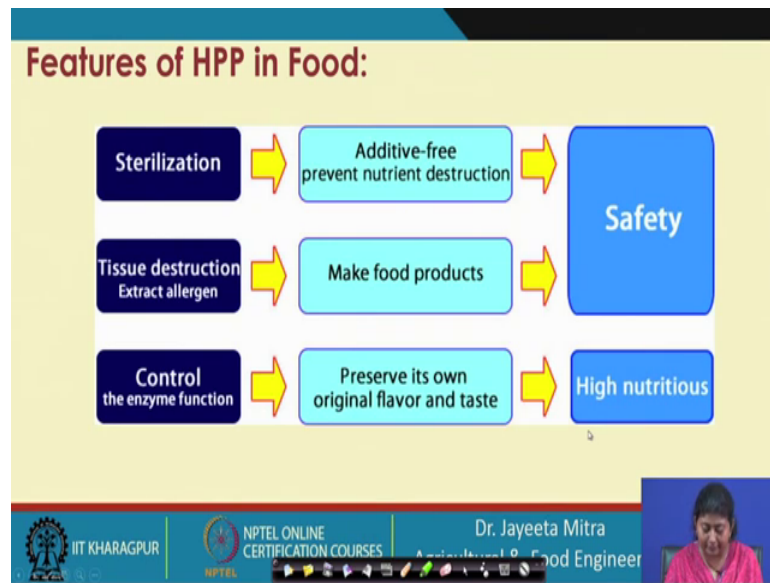 Features of HPP in Food:
Sterilization
Additive-free
prevent nutrient destruction
Safety
Tissue destruction
Extract allergen
Make food products
Control
the enzyme function
Preserve its own
original flavor and taste
High nutritious
IIT KHARAGPUR
NPTEL
NPTEL ONLINE
CERTIFICATION COURSES
Dr. Jayeeta Mitra
Food Engineer